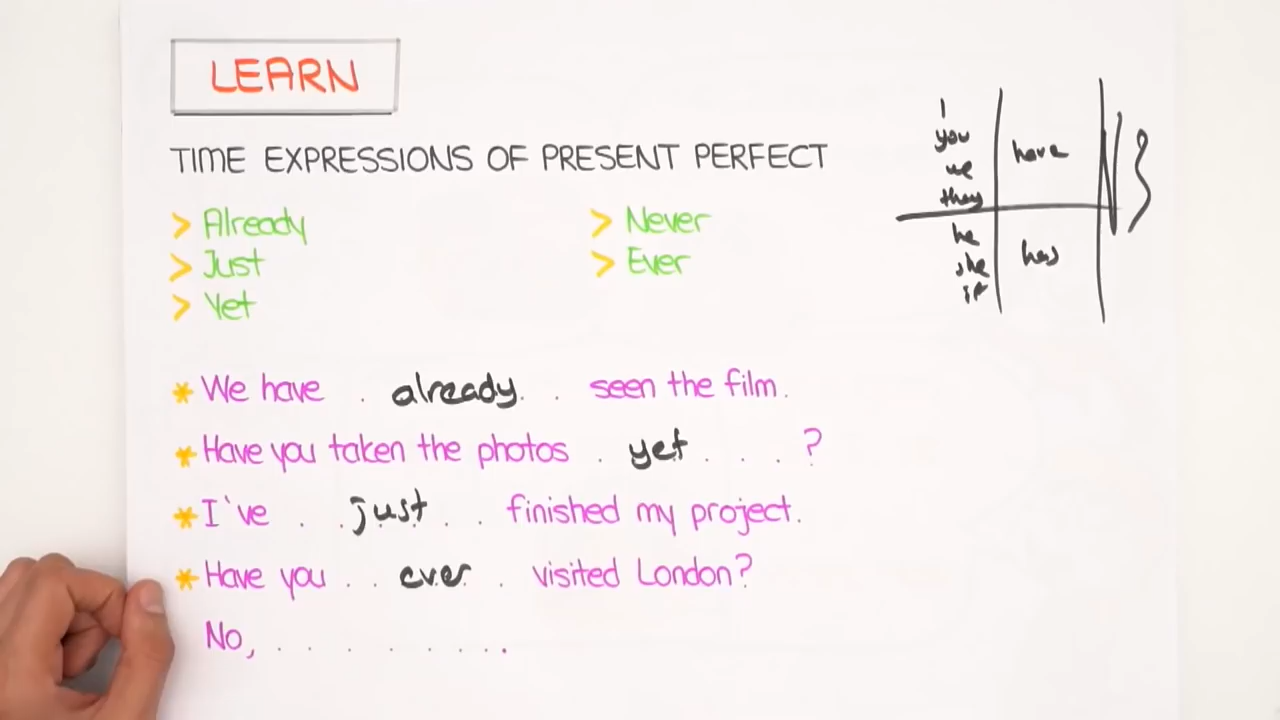 LEARN
TIME EXPRESSIONS OF PRESENT PERFECT
> Already
> Just
> Yet
> Never
> Ever
* We have . already . . seen the film.
* Have you taken the photos . yet . . . ?
* I've . . just . . finished my project.
* Have you . . ever . visited London?
No, . . . . . . . .
I
you
we
they
have
he
she
it
has